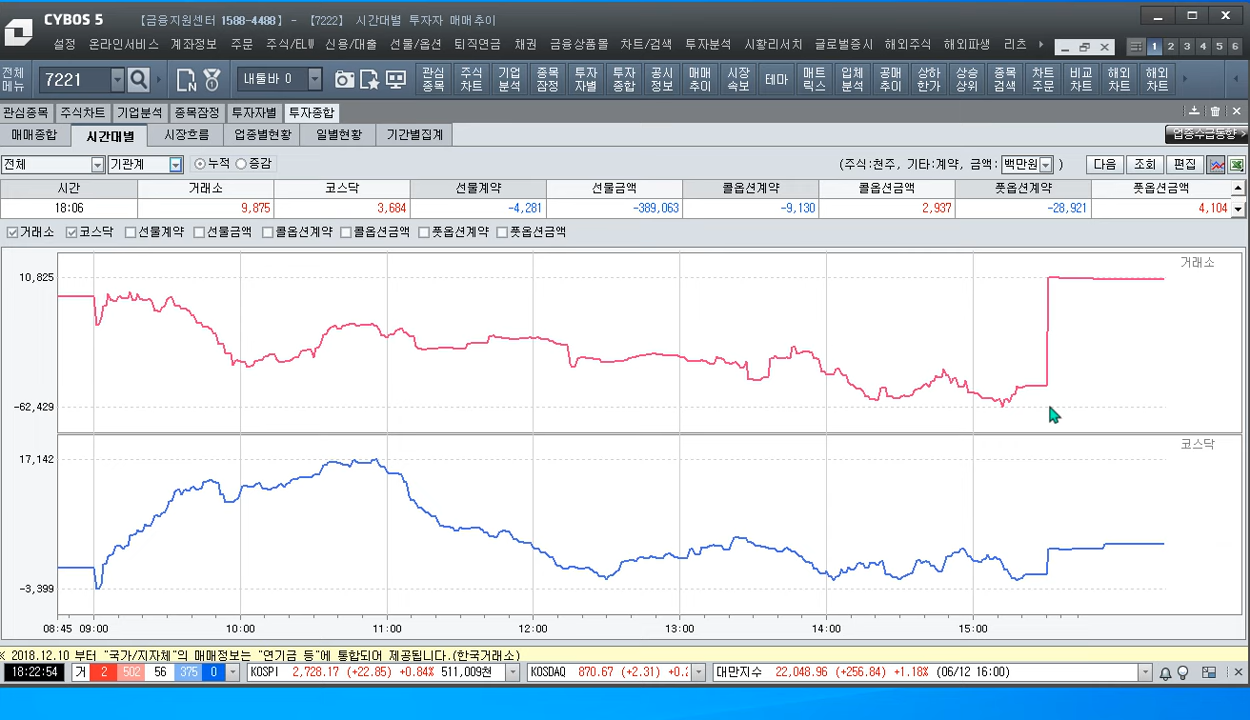 CYBOS 5 【금융지원센터 1588-4488】 - 【7222】 시간대별 투자자 매매추이
설정 온라인서비스 계좌정보 주문 주식/ELW 신용/대출 선물/옵션 퇴직연금 채권 금융상품몰 차트/검색 투자분석 시황리서치 글로벌증시 해외주식 해외파생 리츠 1 2 3 4 5 6
전체 메뉴 7221 내툴바 0 관심 종목 주식 차트 기업 분석 종목 잠정 투자 자별 투자 종합 공시 정보 매매 추이 시장 속보 테마 매트 릭스 입체 분석 공매 추이 상하 한가 상승 상위 종목 검색 차트 주문 비교 차트 해외 차트 해외 차트
관심종목 주식차트 기업분석 종목잠정 투자자별 투자종합
매매종합 시간대별 시장흐름 업종별현황 일별현황 기간별집계 업종수급동향
전체 기관계 누적 증감 (주식:천주, 기타:계약, 금액: 백만원 ) 다음 조회 편집
시간 거래소 코스닥 선물계약 선물금액 콜옵션계약 콜옵션금액 풋옵션계약 풋옵션금액
18:06 9,875 3,684 -4,281 -389,063 -9,130 2,937 -28,921 4,104
거래소 코스닥 선물계약 선물금액 콜옵션계약 콜옵션금액 풋옵션계약 풋옵션금액
거래소
10,825
-62,429
코스닥
17,142
-3,399
08:45 09:00 10:00 11:00 12:00 13:00 14:00 15:00
※ 2018.12.10 부터 "국가/지자체"의 매매정보는 "연기금 등"에 통합되어 제공됩니다.(한국거래소)
18:22:54 거 2 502 56 375 0 KOSPI 2,728.17 (+22.85) +0.84% 511,009천 KOSDAQ 870.67 (+2.31) 대만지수 22,048.96 (+256.84) +1.18% (06/12 16:00)